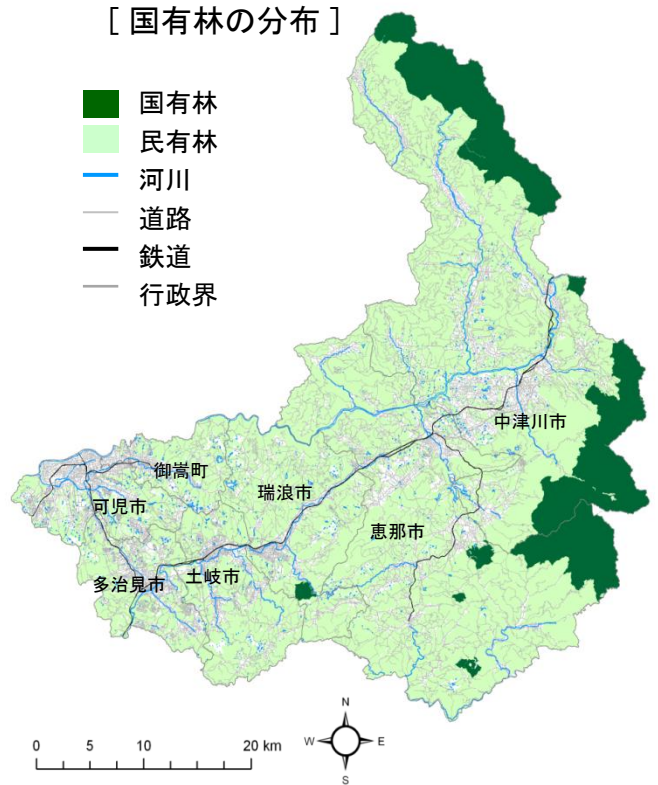 [ 国有林の分布 ]
国有林
民有林
河川
道路
鉄道
行政界
中津川市
御嵩町
瑞浪市
可児市
恵那市
多治見市
土岐市
N
W
E
S
0 5 10 20 km